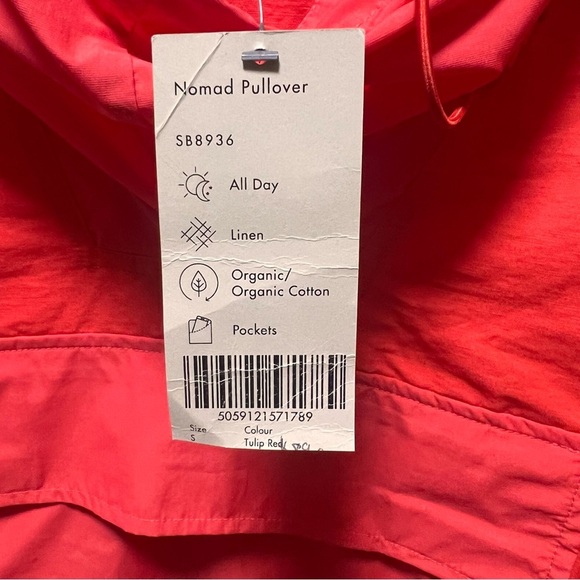 Nomad Pullover
SB8936
All Day
Linen
Organic/
Organic Cotton
Pockets
5059121571789
Size Colour
S Tulip Red/